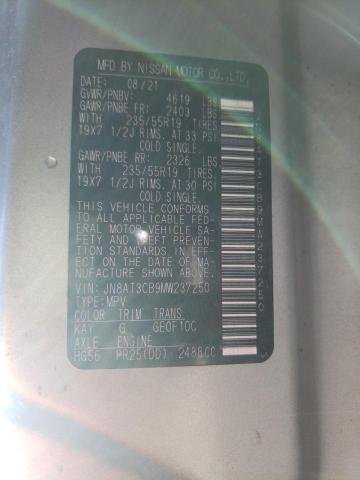 MFD BY NISSAN MOTOR CO.,LTD.
DATE: 08/21
GVWR/PNBV: 4619 LBS
GAWR/PNBE FR: 2403 LBS
WITH 235/55R19 TIRES
19X7 1/2J RIMS, AT 33 PSI
COLD SINGLE.
GAWR/PNBE RR: 2326 LBS
WITH 235/55R19 TIRES
19X7 1/2J RIMS, AT 30 PSI
COLD SINGLE.
THIS VEHICLE CONFORMS
TO ALL APPLICABLE FED-
ERAL MOTOR VEHICLE SA-
FETY AND THEFT
PREVENTION STANDARDS IN EFF-
ECT ON THE DATE OF
MANUFACTURE SHOWN ABOVE.
VIN: JN8AT3CB9MW237250
TYPE:MPV
COLOR TRIM TRANS
KAY G GE0F10C
AXLE ENGINE
HG56 PR25(DD) 2488CC